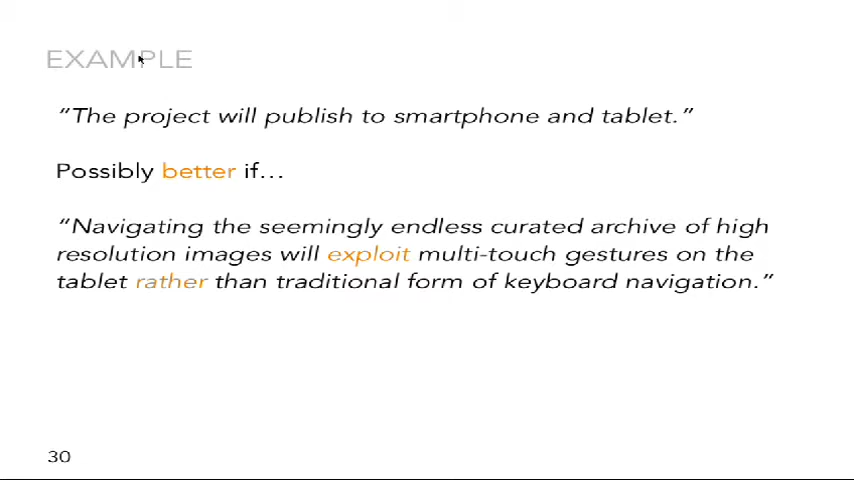 EXAMPLE
“The project will publish to smartphone and tablet.”
Possibly better if...
“Navigating the seemingly endless curated archive of high
resolution images will exploit multi-touch gestures on the
tablet rather than traditional form of keyboard navigation.”
30